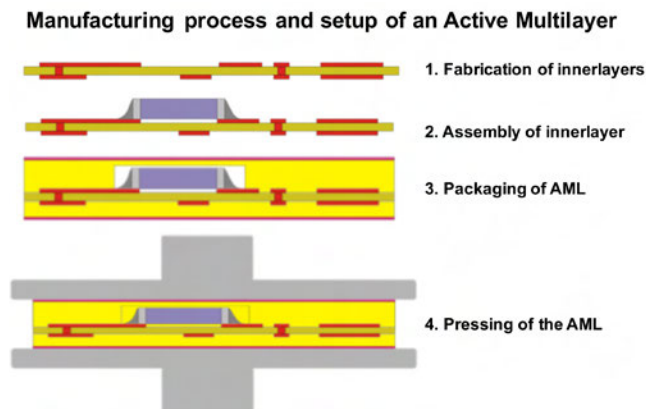 Manufacturing process and setup of an Active Multilayer
1. Fabrication of innerlayers
2. Assembly of innerlayer
3. Packaging of AML
4. Pressing of the AML